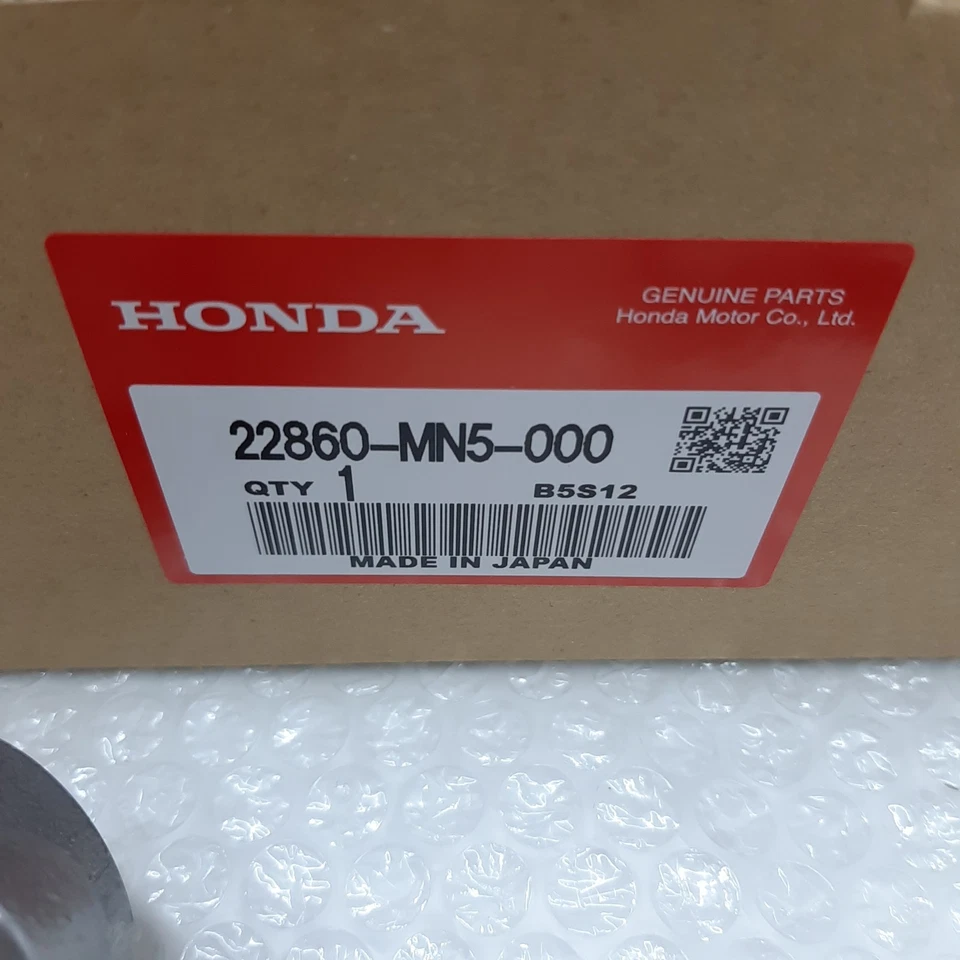 HONDA
GENUINE PARTS
Honda Motor Co., Ltd.
22860-MN5-000
QTY 1 B5S12
MADE IN JAPAN